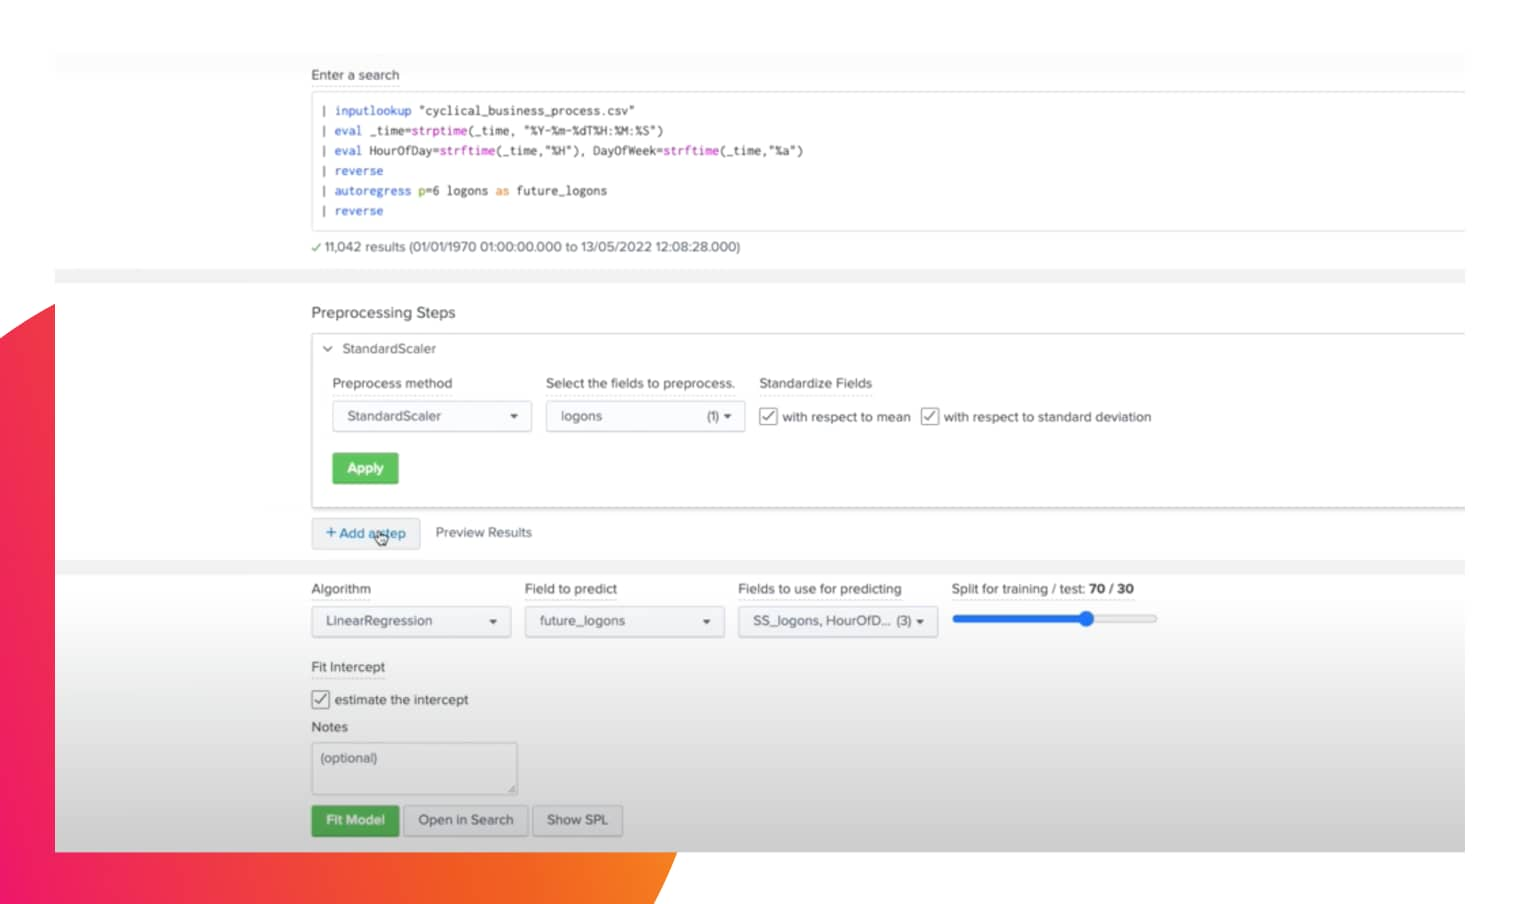 Enter a search
| inputlookup "cyclical_business_process.csv"
| eval _time=strptime(_time, "%Y-%m-%dT%H:%M:%S")
| eval HourOfDay=strftime(_time,"%H"), DayOfWeek=strftime(_time,"%a")
| reverse
| autoregress p=6 logons as future_logons
| reverse
11,042 results (01/01/1970 01:00:00.000 to 13/05/2022 12:08:28.000)
Preprocessing Steps
StandardScaler
Preprocess method Select the fields to preprocess. Standardize Fields
StandardScaler logons (1) with respect to mean with respect to standard deviation
Apply
+ Add a step Preview Results
Algorithm Field to predict Fields to use for predicting Split for training / test: 70 / 30
LinearRegression future_logons SS_logons, HourOfD... (3)
Fit Intercept
estimate the intercept
Notes
(optional)
Fit Model Open in Search Show SPL